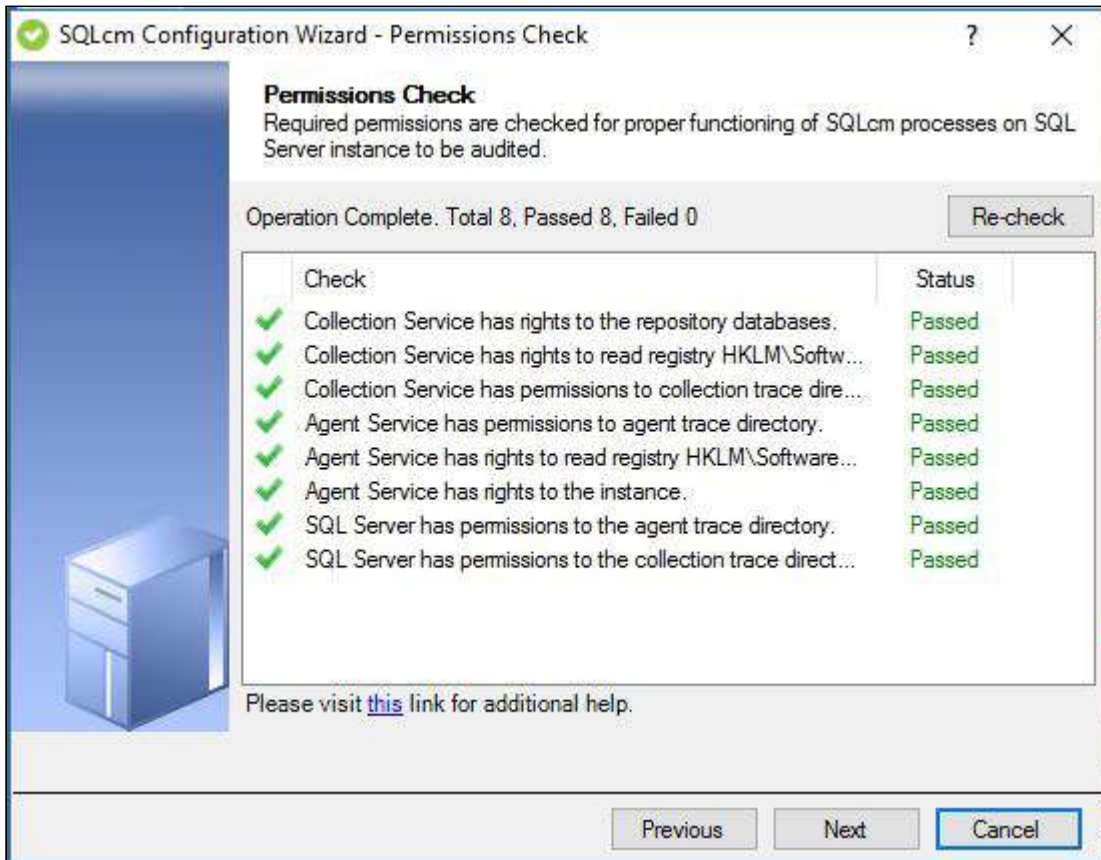 SQLcm Configuration Wizard - Permissions Check
Permissions Check
Required permissions are checked for proper functioning of SQLcm processes on SQL
Server instance to be audited.
Operation Complete. Total 8, Passed 8, Failed 0
Re-check
Check Status
Collection Service has rights to the repository databases. Passed
Collection Service has rights to read registry HKLM\Softw... Passed
Collection Service has permissions to collection trace dire... Passed
Agent Service has permissions to agent trace directory. Passed
Agent Service has rights to read registry HKLM\Software... Passed
Agent Service has rights to the instance. Passed
SQL Server has permissions to the agent trace directory. Passed
SQL Server has permissions to the collection trace direct... Passed
Please visit this link for additional help.
Previous Next Cancel